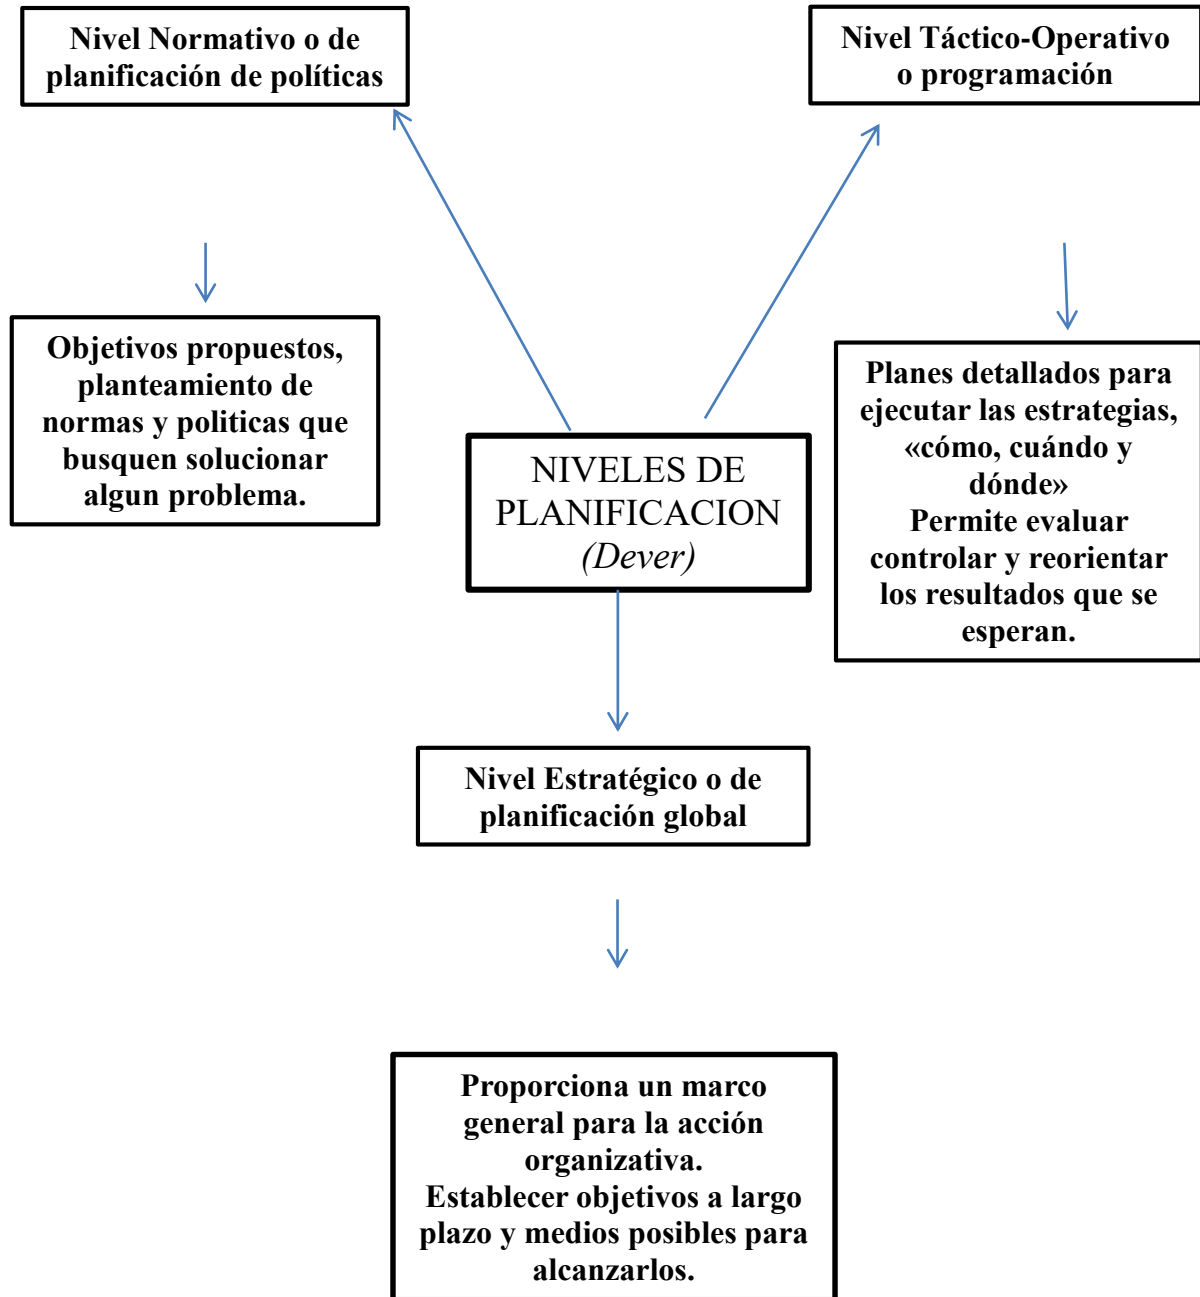 Nivel Normativo o de
planificación de políticas
Nivel Táctico-Operativo
o programación
Objetivos propuestos,
planteamiento de
normas y politicas que
busquen solucionar
algun problema.
NIVELES DE
PLANIFICACION
(Dever)
Planes detallados para
ejecutar las estrategias,
«cómo, cuándo y
dónde»
Permite evaluar
controlar y reorientar
los resultados que se
esperan.
Nivel Estratégico o de
planificación global
Proporciona un marco
general para la acción
organizativa.
Establecer objetivos a largo
plazo y medios posibles para
alcanzarlos.